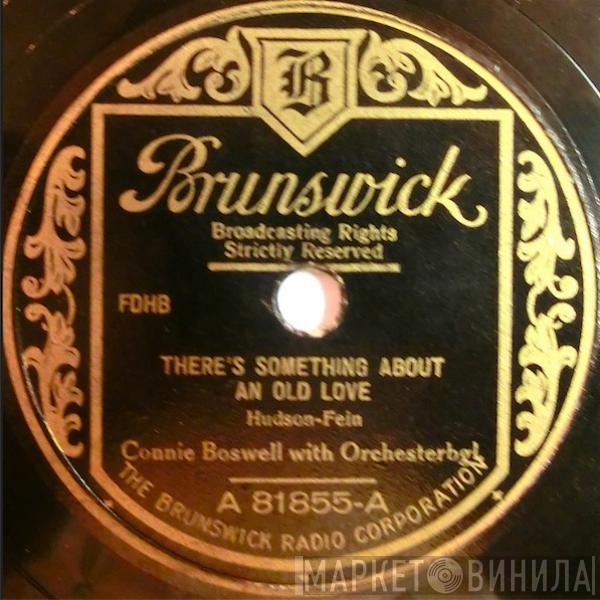 B
Brunswick
Broadcasting Rights
Strictly Reserved
FDHB
THERE'S SOMETHING ABOUT
AN OLD LOVE
Hudson-Fein
Connie Boswell with Orchesterbgl.
A 81855-A
THE BRUNSWICK RADIO CORPORATION
МАРКЕТ ВИНИЛА